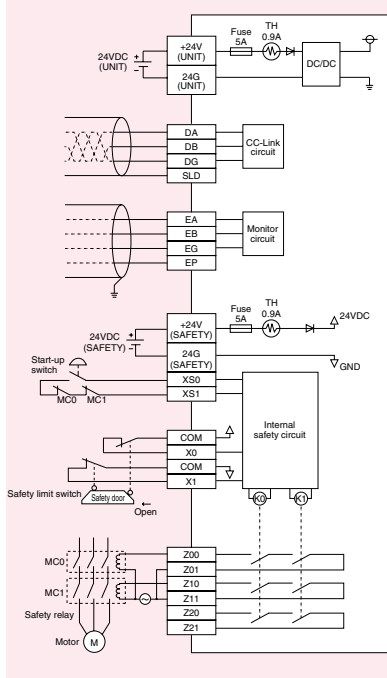 Fuse
5A
TH
0.9A
24VDC
(UNIT)
+
−
+24V
(UNIT)
24G
(UNIT)
DC/DC
DA
DB
DG
SLD
CC-Link
circuit
EA
EB
EG
EP
Monitor
circuit
Fuse
5A
TH
0.9A
24VDC
24VDC
(SAFETY)
+
−
+24V
(SAFETY)
24G
(SAFETY)
GND
Start-up
switch
XS0
XS1
MC0 MC1
Internal
safety circuit
COM
X0
COM
X1
Safety limit switch
Safety door
←
Open
K0
K1
MC0
MC1
Safety relay
Motor
M
Z00
Z01
Z10
Z11
Z20
Z21